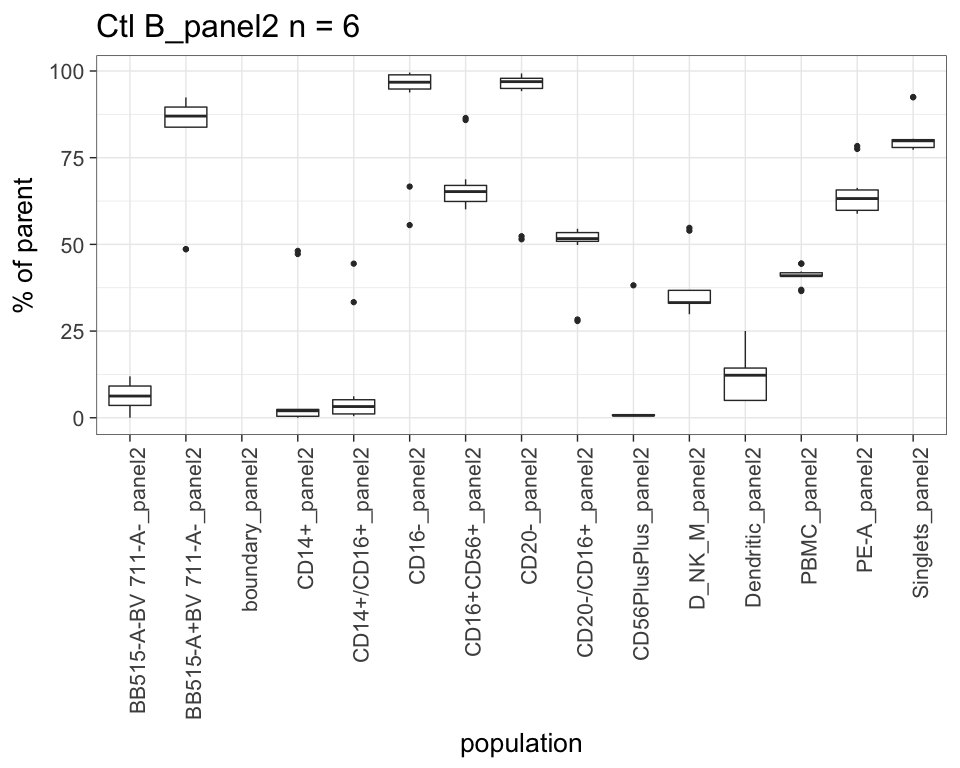 Ctl B_panel2 n = 6
% of parent
100
75
50
25
0
BB515-A-BV 711-A-_panel2
BB515-A+BV 711-A-_panel2
boundary_panel2
CD14+_panel2
CD14+/CD16+_panel2
CD16-_panel2
CD16+CD56+_panel2
CD20-_panel2
CD20-/CD16+_panel2
CD56PlusPlus_panel2
D_NK_M_panel2
Dendritic_panel2
PBMC_panel2
PE-A_panel2
Singlets_panel2
population